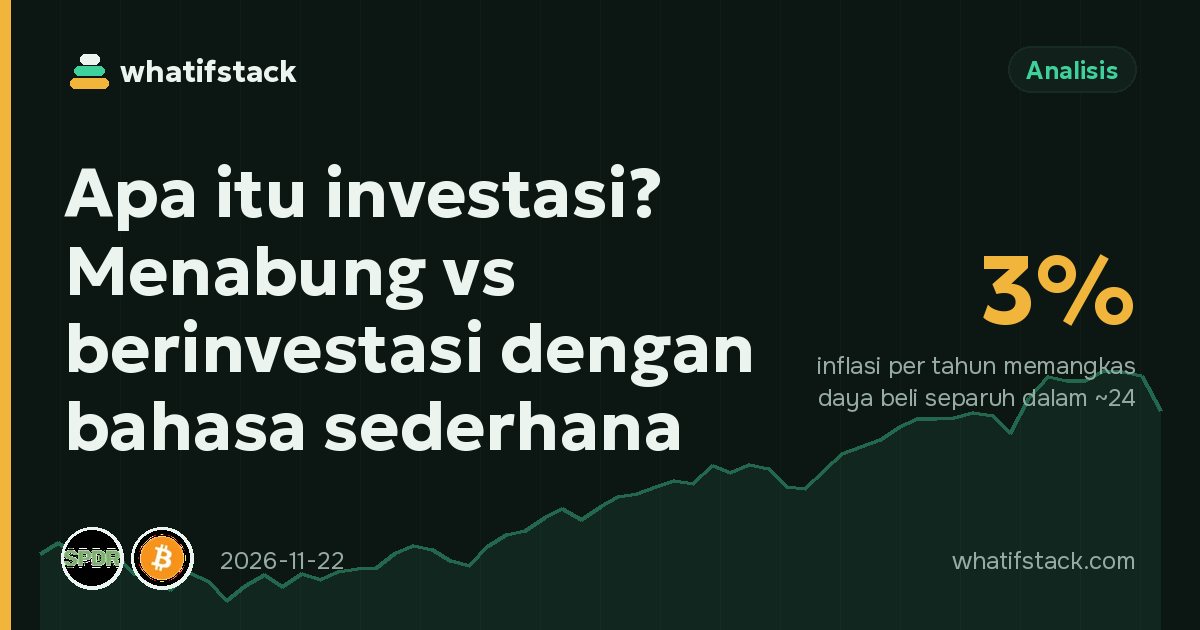 whatifstack
Analisis
Apa itu investasi?
Menabung vs
berinvestasi dengan
bahasa sederhana
3%
inflasi per tahun memangkas
daya beli separuh dalam ~24
SPDR
2026-11-22
whatifstack.com